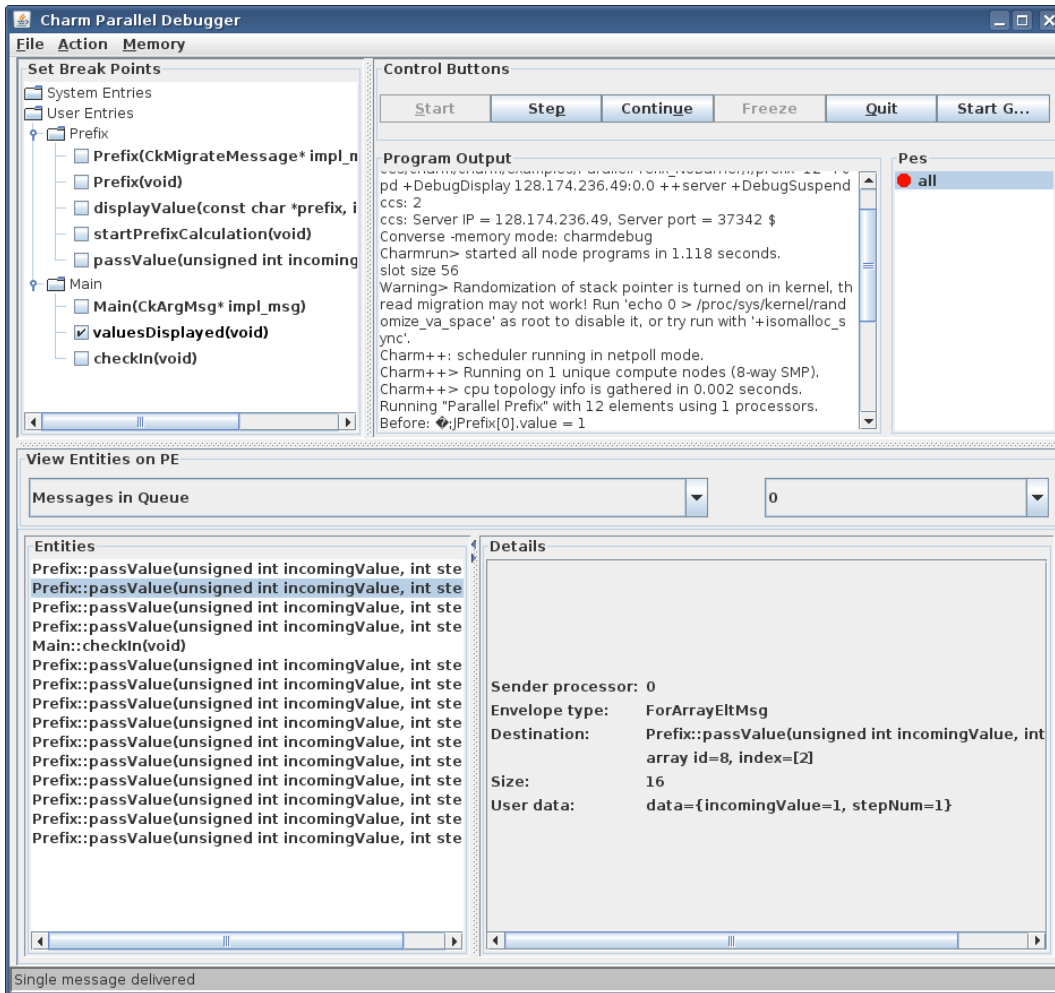 Charm Parallel Debugger
File Action Memory
Set Break Points
System Entries
User Entries
Prefix
Prefix(CkMigrateMessage* impl_m
Prefix(void)
displayValue(const char *prefix, i
startPrefixCalculation(void)
passValue(unsigned int incoming
Main
Main(CkArgMsg* impl_msg)
valuesDisplayed(void)
checkIn(void)
Control Buttons
Start Step Continue Freeze Quit Start G...
Program Output
pd +DebugDisplay 128.174.236.49:0.0 ++server +DebugSuspend
ccs: 2
ccs: Server IP = 128.174.236.49, Server port = 37342 $
Converse -memory mode: charmdebug
Charmrun> started all node programs in 1.118 seconds.
slot size 56
Warning> Randomization of stack pointer is turned on in kernel, th
read migration may not work! Run 'echo 0 > /proc/sys/kernel/rand
omize_va_space' as root to disable it, or try run with '+isomalloc_s
ync'.
Charm++: scheduler running in netpoll mode.
Charm++> Running on 1 unique compute nodes (8-way SMP).
Charm++> cpu topology info is gathered in 0.002 seconds.
Running "Parallel Prefix" with 12 elements using 1 processors.
Before: �;JPrefix[0].value = 1
Pes
all
View Entities on PE
Messages in Queue
0
Entities
Prefix::passValue(unsigned int incomingValue, int ste
Prefix::passValue(unsigned int incomingValue, int ste
Prefix::passValue(unsigned int incomingValue, int ste
Prefix::passValue(unsigned int incomingValue, int ste
Main::checkIn(void)
Prefix::passValue(unsigned int incomingValue, int ste
Prefix::passValue(unsigned int incomingValue, int ste
Prefix::passValue(unsigned int incomingValue, int ste
Prefix::passValue(unsigned int incomingValue, int ste
Prefix::passValue(unsigned int incomingValue, int ste
Prefix::passValue(unsigned int incomingValue, int ste
Prefix::passValue(unsigned int incomingValue, int ste
Prefix::passValue(unsigned int incomingValue, int ste
Prefix::passValue(unsigned int incomingValue, int ste
Prefix::passValue(unsigned int incomingValue, int ste
Details
Sender processor: 0
Envelope type: ForArrayEltMsg
Destination: Prefix::passValue(unsigned int incomingValue, int
array id=8, index=[2]
Size: 16
User data: data={incomingValue=1, stepNum=1}
Single message delivered